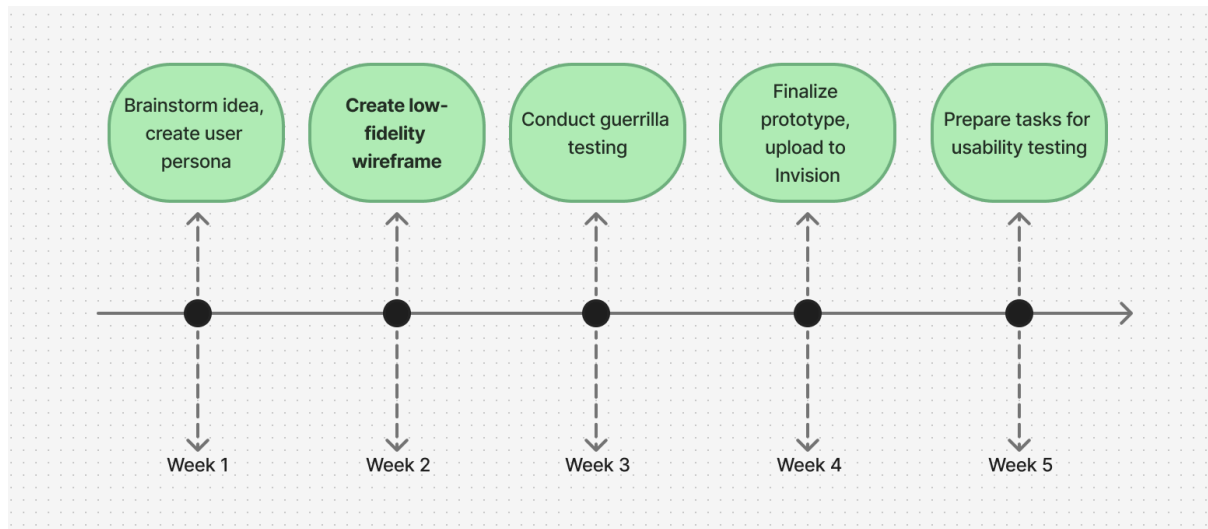 Brainstorm idea,
create user
persona
Create low-
fidelity
wireframe
Conduct guerrilla
testing
Finalize
prototype,
upload to
Invision
Prepare tasks for
usability testing
Week 1
Week 2
Week 3
Week 4
Week 5